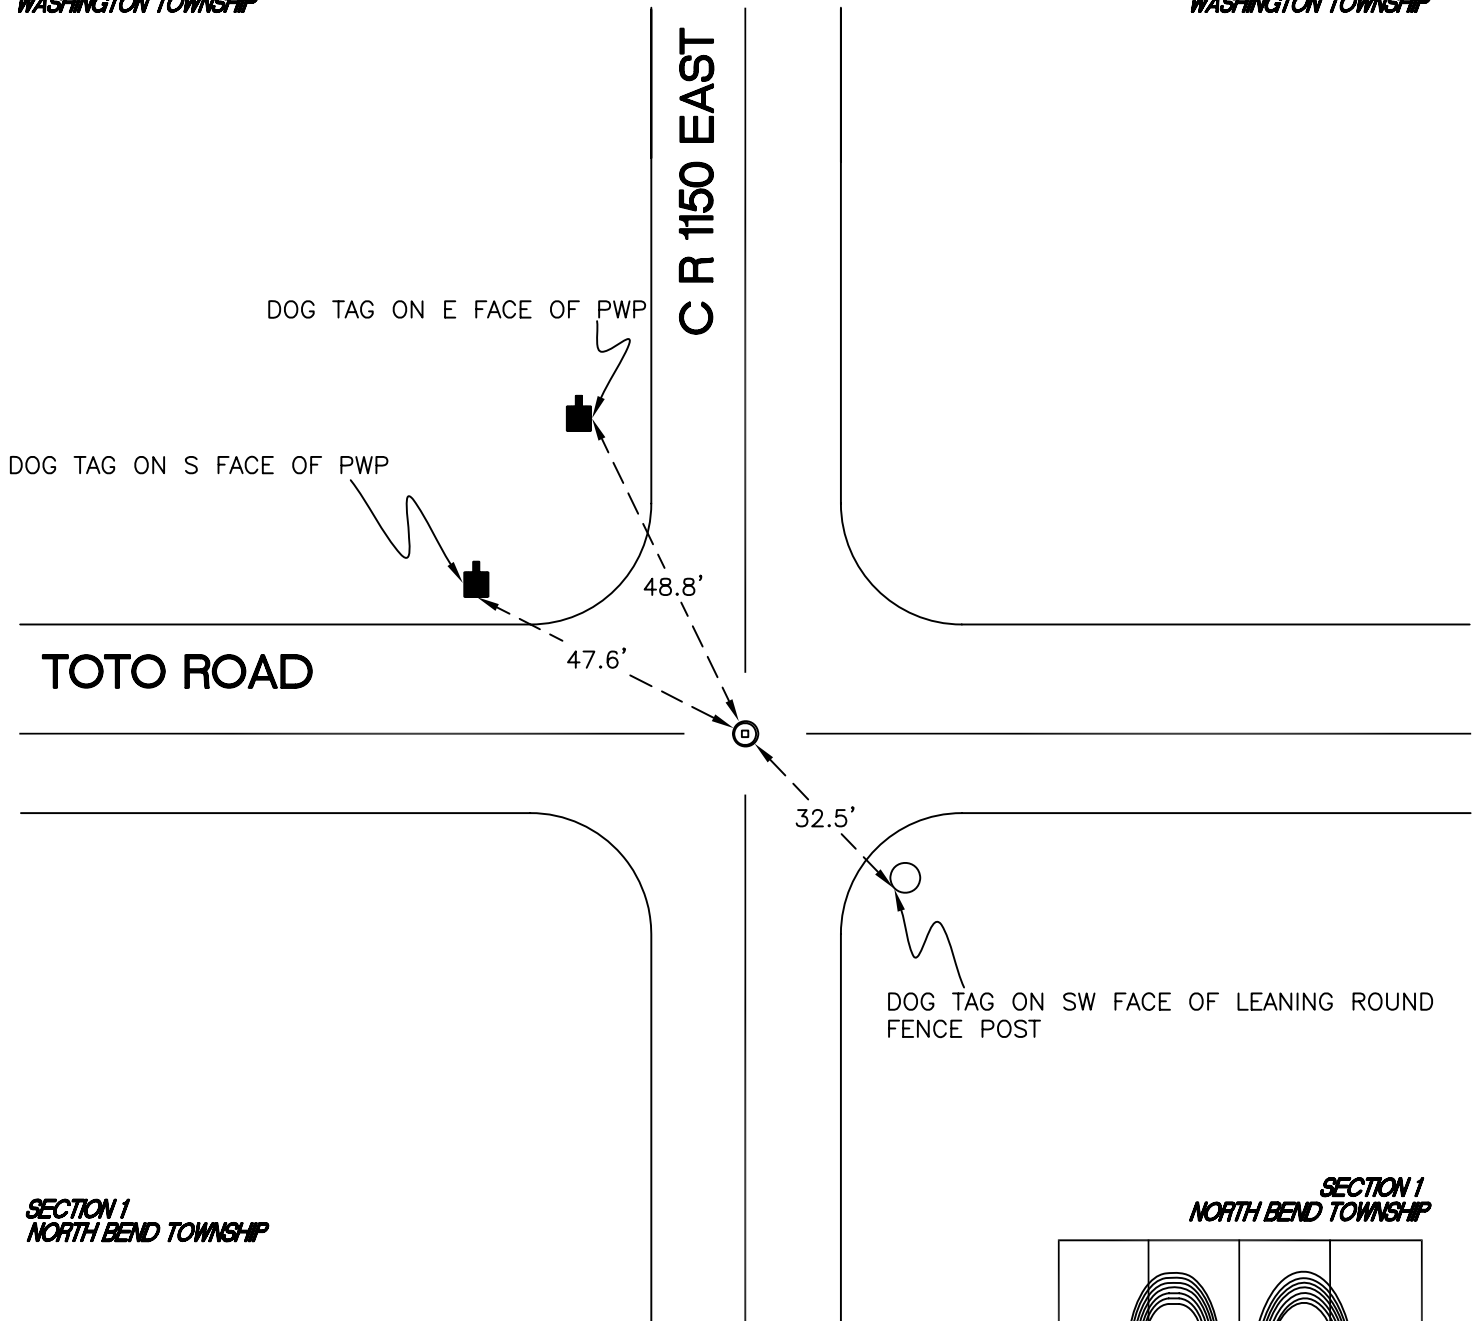 WASHINGTON TOWNSHIP
WASHINGTON TOWNSHIP
C R 1150 EAST
DOG TAG ON E FACE OF PWP
DOG TAG ON S FACE OF PWP
48.8'
47.6'
TOTO ROAD
32.5'
DOG TAG ON SW FACE OF LEANING ROUND
FENCE POST
SECTION 1
NORTH BEND TOWNSHIP
SECTION 1
NORTH BEND TOWNSHIP